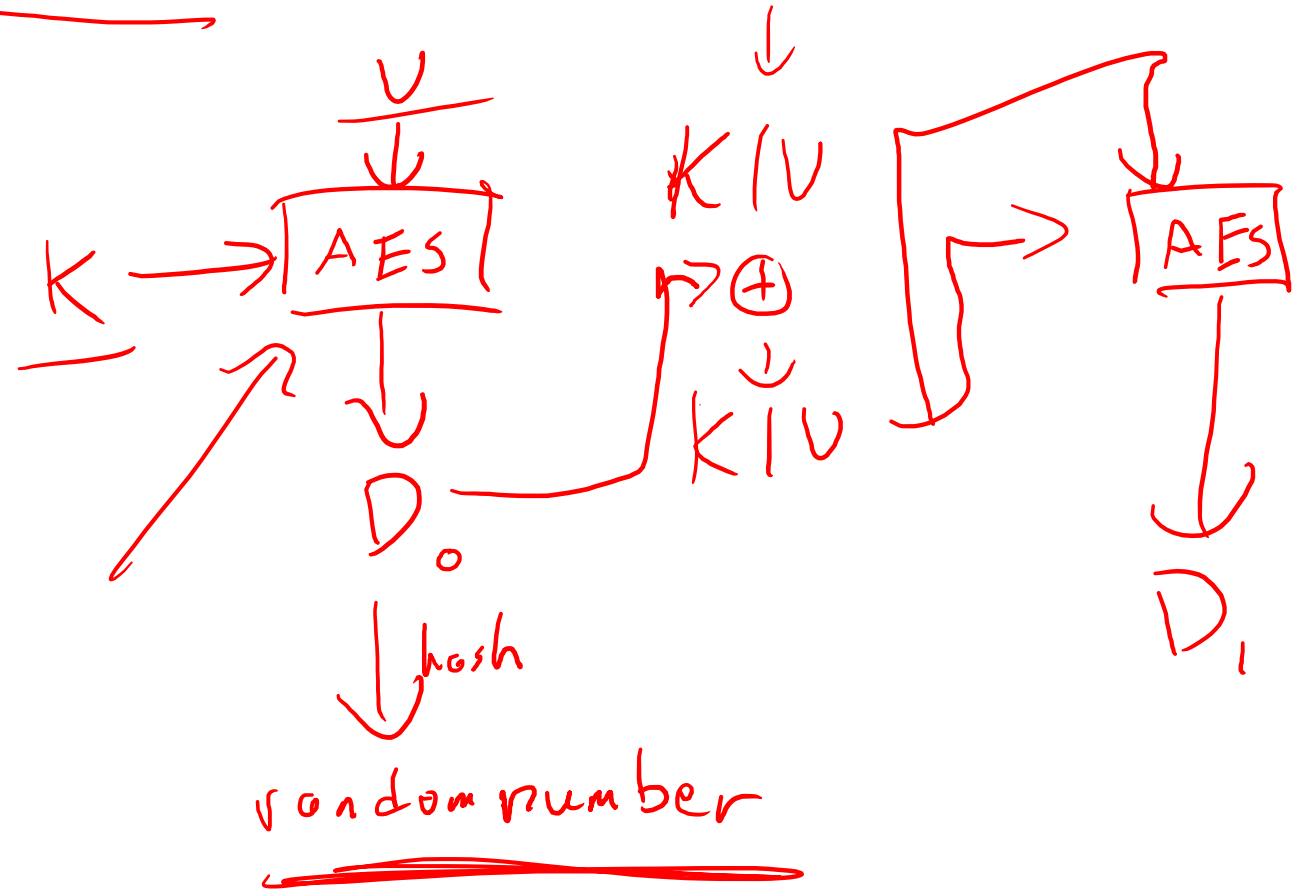 V
K
AES
D0
hash
random number
K|V
⊕
K|V
AES
D1